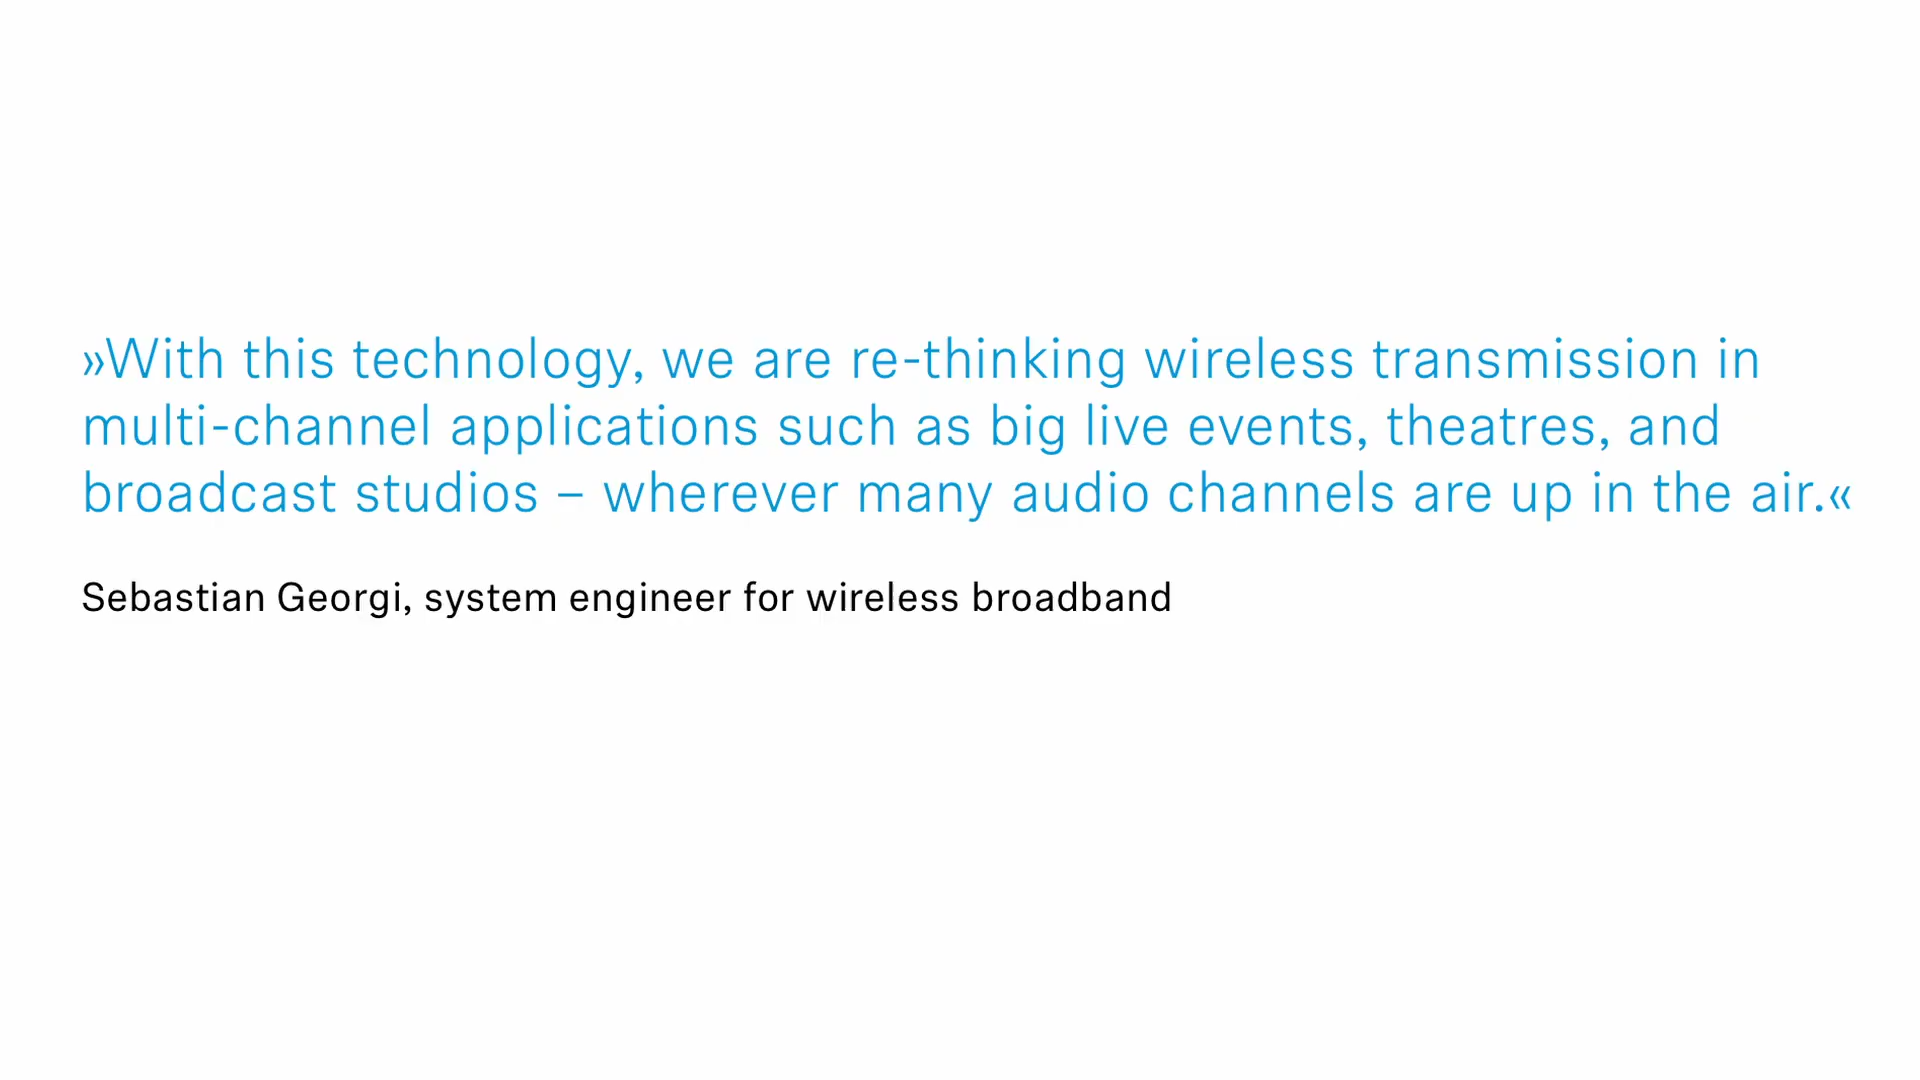 »With this technology, we are re-thinking wireless transmission in
multi-channel applications such as big live events, theatres, and
broadcast studios – wherever many audio channels are up in the air.«
Sebastian Georgi, system engineer for wireless broadband